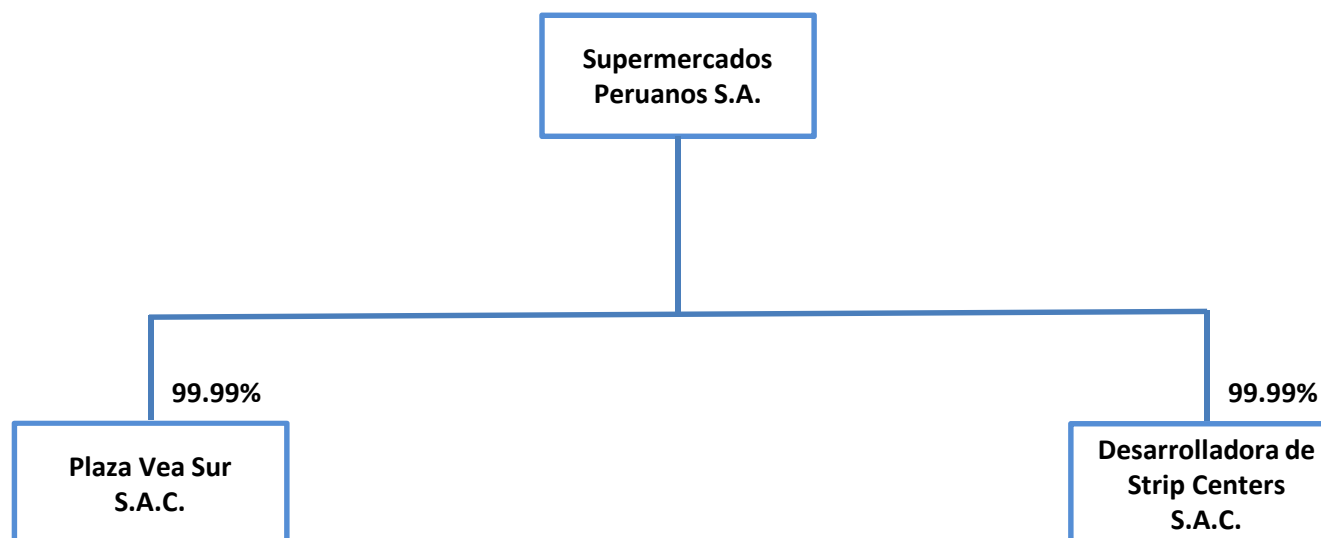 Supermercados
Peruanos S.A.
99.99%
99.99%
Plaza Vea Sur
S.A.C.
Desarrolladora de
Strip Centers
S.A.C.